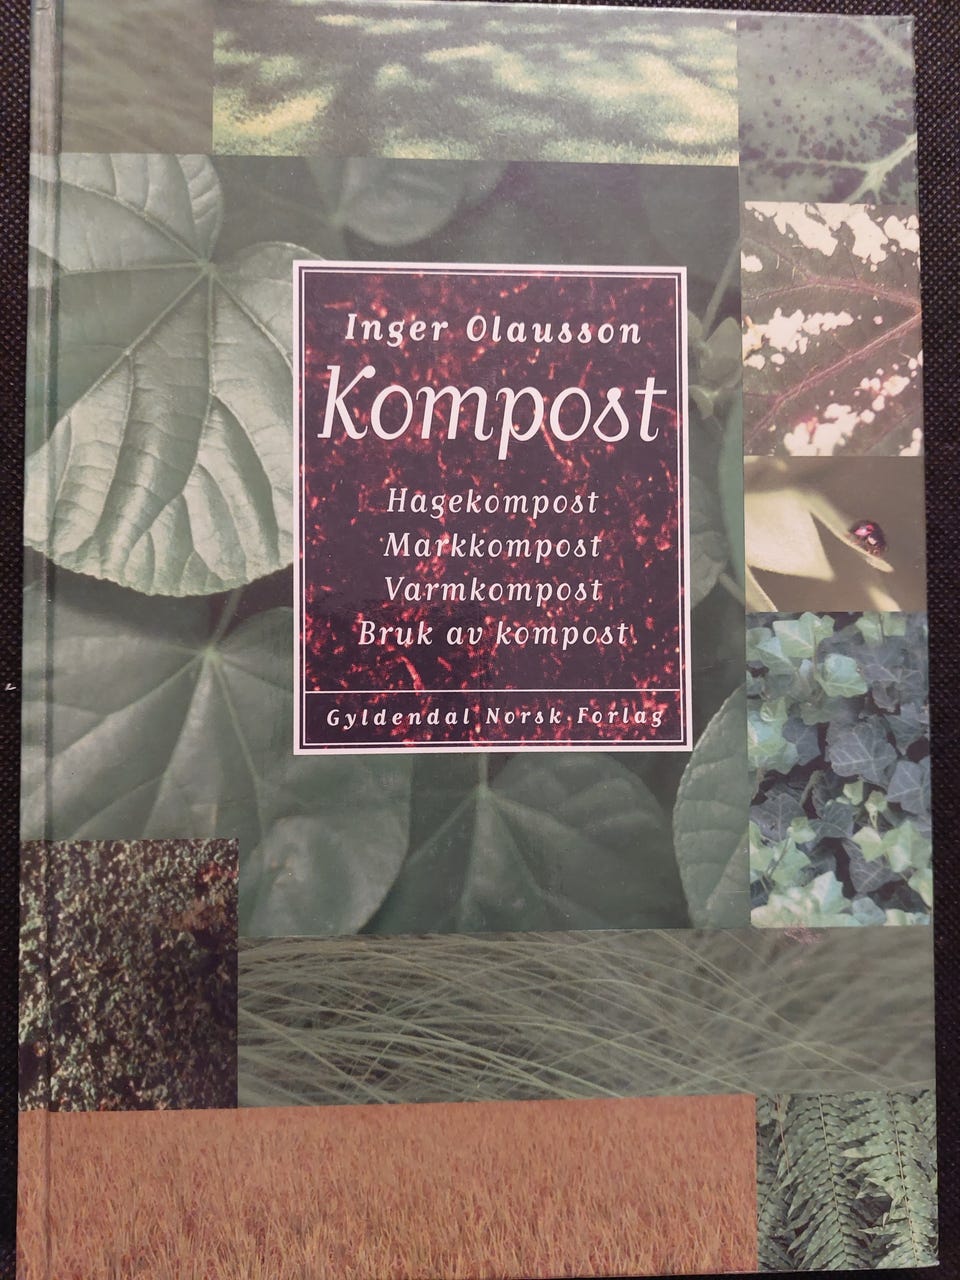 Inger Olausson
Kompost
Hagekompost
Markkompost
Varmkompost
Bruk av kompost
Gyldendal Norsk Forlag